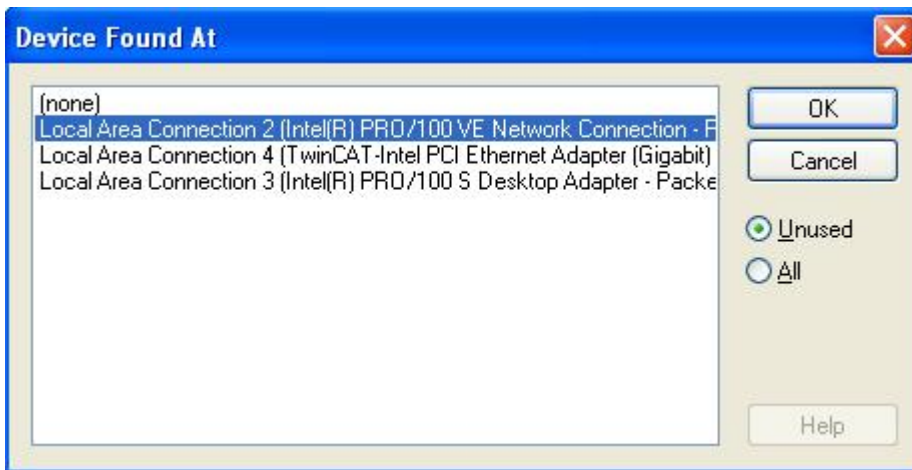 Device Found At
(none)
Local Area Connection 2 (Intel(R) PRO/100 VE Network Connection -
Local Area Connection 4 (TwinCAT-Intel PCI Ethernet Adapter (Gigabit)
Local Area Connection 3 (Intel(R) PRO/100 S Desktop Adapter - Packe
OK
Cancel
Unused
All
Help